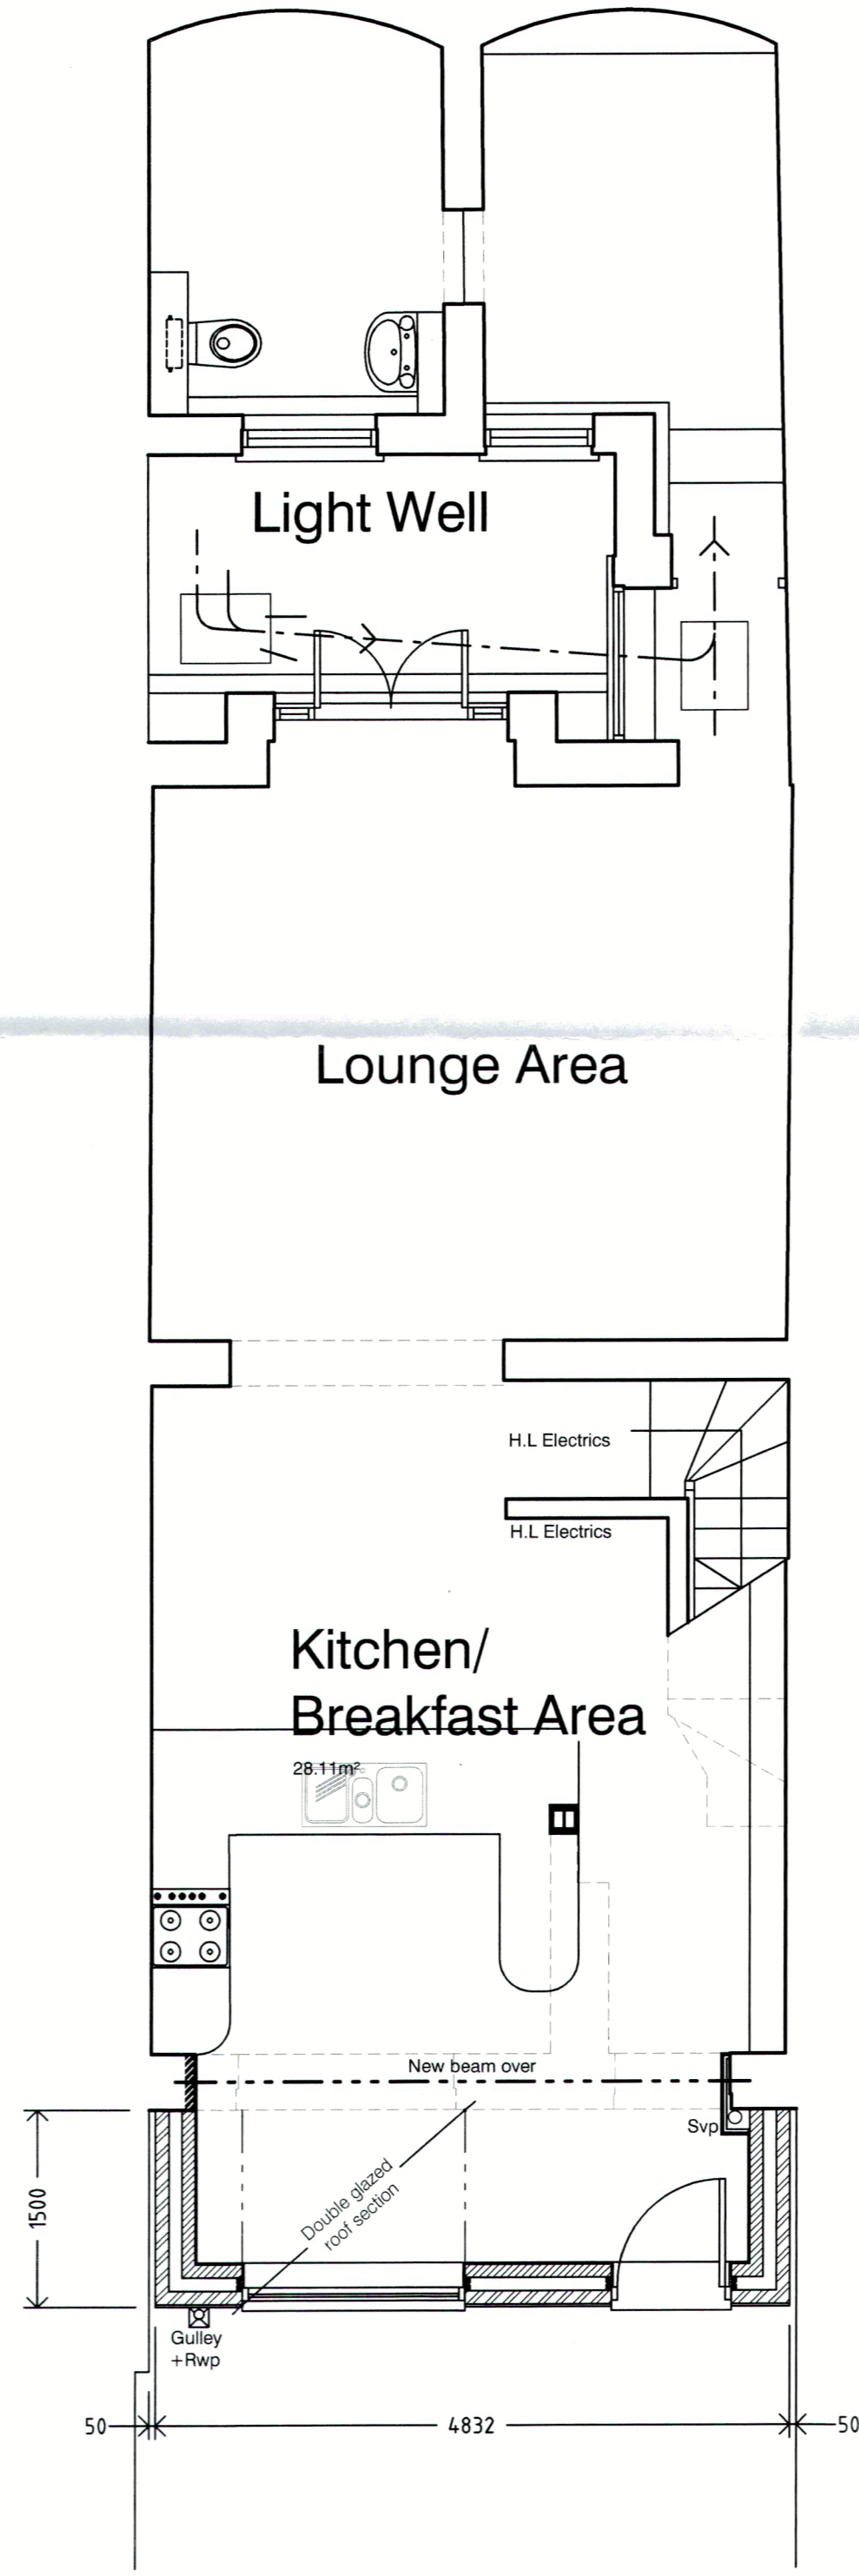 Light Well
Lounge Area
H.L Electrics
H.L Electrics
Kitchen/
Breakfast Area
28.11m²
New beam over
Svp
Double glazed
roof section
1500
Gulley
+Rwp
50
4832
50